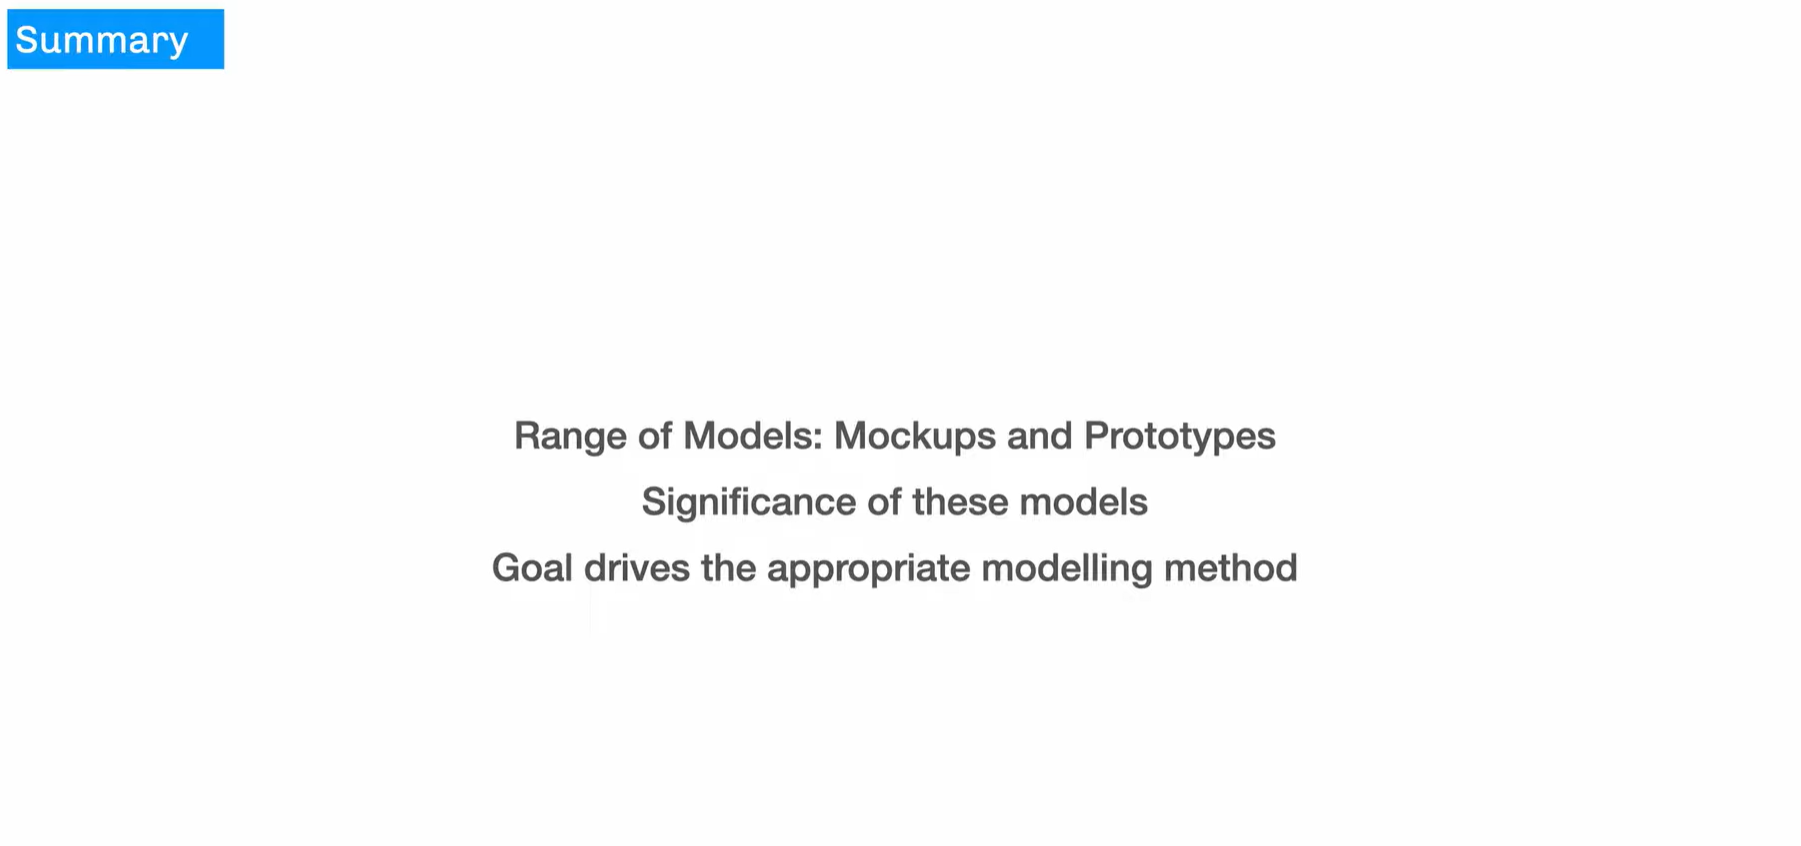 Summary
Range of Models: Mockups and Prototypes
Significance of these models
Goal drives the appropriate modelling method